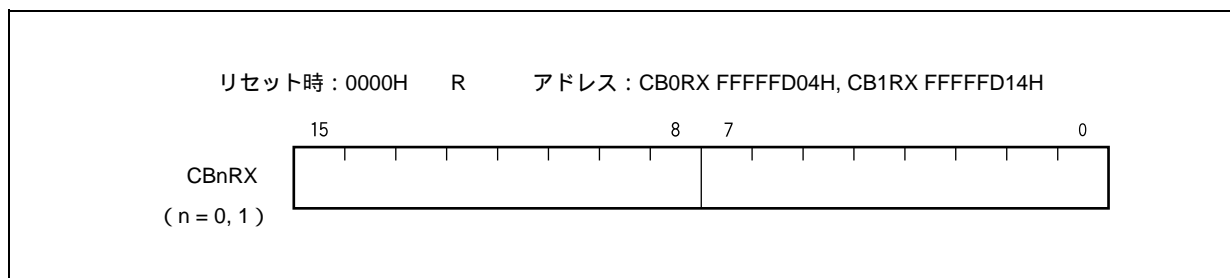 リセット時：0000H R アドレス：CB0RX FFFFFD04H, CB1RX FFFFFD14H
15 8 7 0
CBnRX
（n = 0, 1）